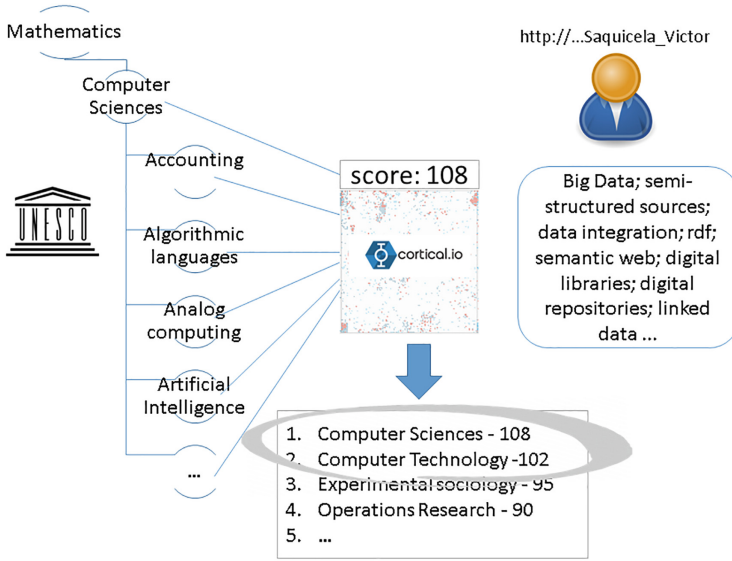 Mathematics
http://...Saquicela_Victor
Computer
Sciences
Accounting
score: 108
UNESCO
Algorithmic
languages
cortical.io
Big Data; semi-
structured sources;
data integration; rdf;
semantic web; digital
libraries; digital
repositories; linked
data ...
Analog
computing
Artificial
Intelligence
...
1. Computer Sciences - 108
2. Computer Technology -102
3. Experimental sociology - 95
4. Operations Research - 90
5. ...